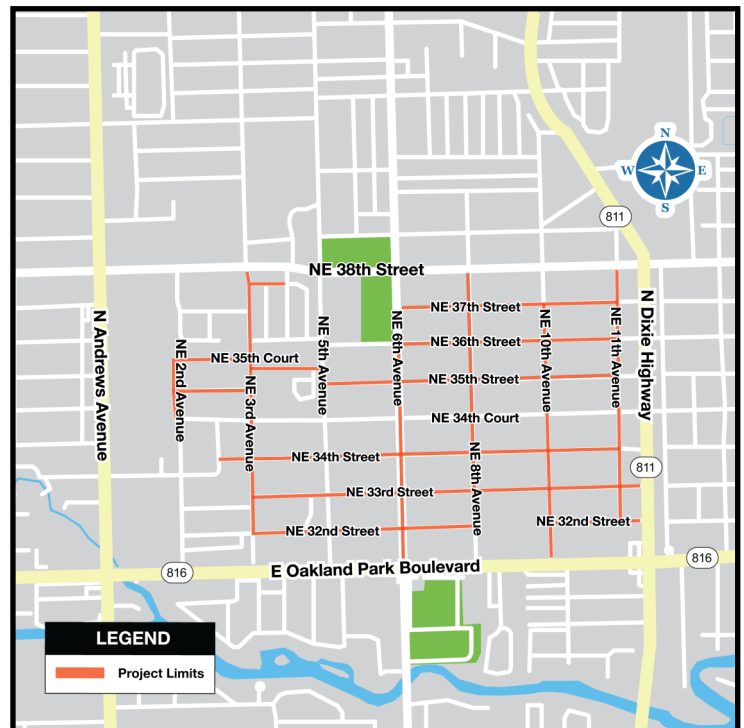 N
W E
S
811
NE 38th Street
NE 37th Street
NE 36th Street
NE 35th Court
NE 35th Street
NE 34th Court
NE 34th Street
NE 33rd Street
NE 32nd Street
NE 32nd Street
N Andrews Avenue
NE 2nd Avenue
NE 3rd Avenue
NE 5th Avenue
NE 6th Avenue
NE 8th Avenue
NE 10th Avenue
NE 11th Avenue
N Dixie Highway
811
816
E Oakland Park Boulevard
816
LEGEND
Project Limits